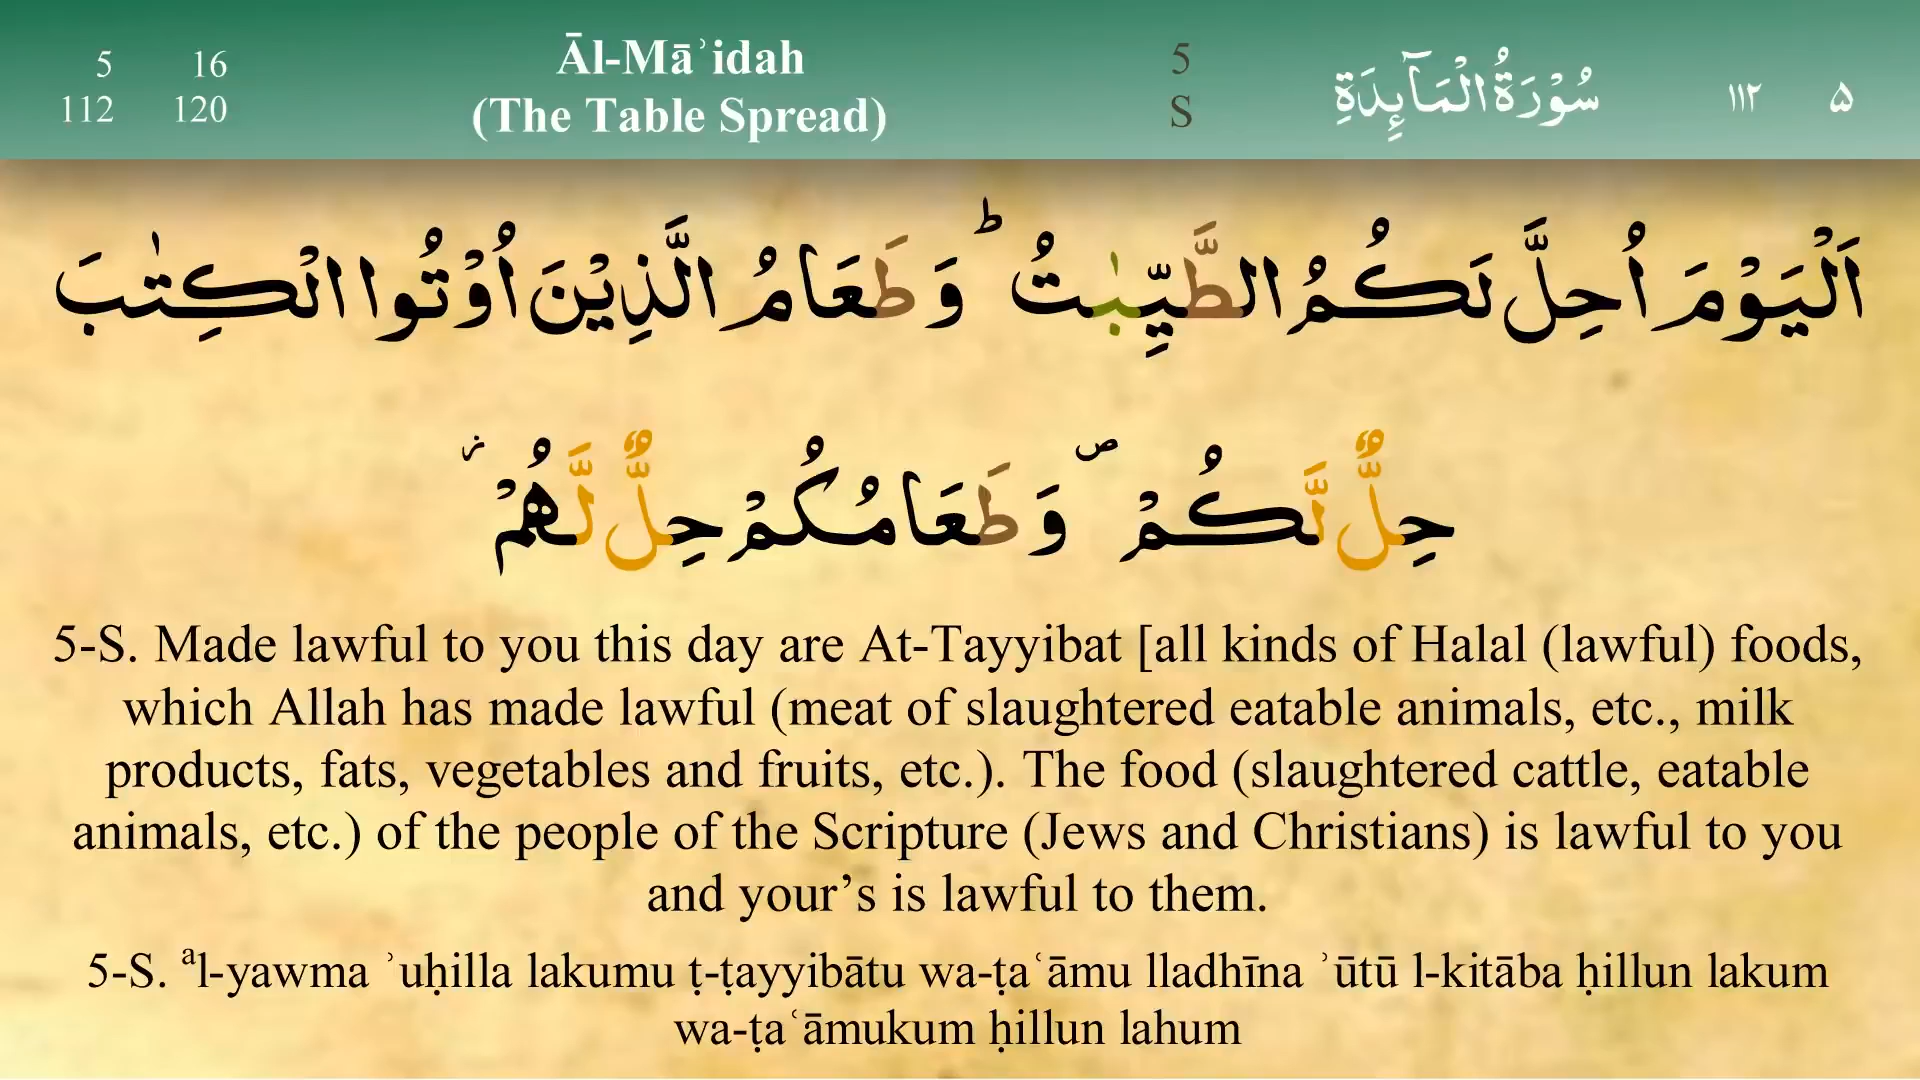 5 16
112 120
Āl-Māʾidah
(The Table Spread)
5
S
سُوْرَةُ الْمَآئِدَةِ
١١٢
۵
اَلْيَوْمَ اُحِلَّ لَكُمُ الطَّيِّبٰتُ ؕ وَطَعَامُ الَّذِيْنَ اُوْتُوا الْكِتٰبَ
حِلٌّ لَّكُمْ ۪ وَطَعَامُكُمْ حِلٌّ لَّهُمْ ؗ
5-S. Made lawful to you this day are At-Tayyibat [all kinds of Halal (lawful) foods,
which Allah has made lawful (meat of slaughtered eatable animals, etc., milk
products, fats, vegetables and fruits, etc.). The food (slaughtered cattle, eatable
animals, etc.) of the people of the Scripture (Jews and Christians) is lawful to you
and your’s is lawful to them.
5-S. ᵃl-yawma ʾuḥilla lakumu ṭ-ṭayyibātu wa-ṭaʿāmu lladhīna ʾūtū l-kitāba ḥillun lakum
wa-ṭaʿāmukum ḥillun lahum